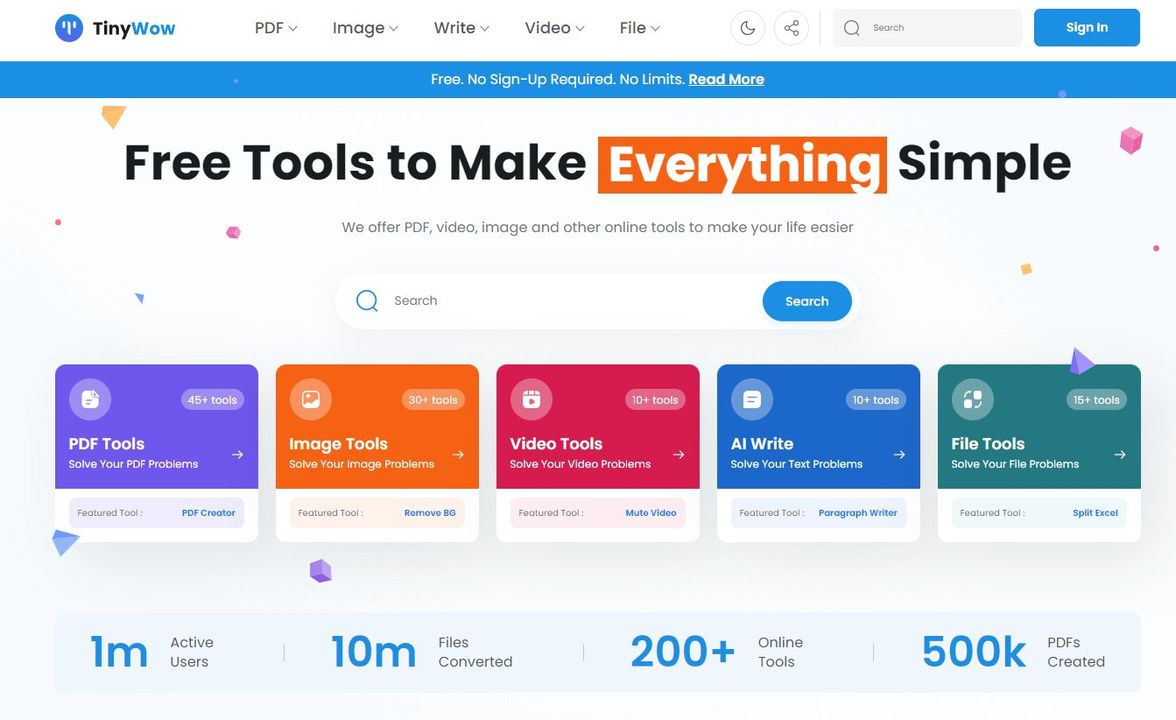 TinyWow
PDF
Image
Write
Video
File
Search
Sign In
Free. No Sign-Up Required. No Limits. Read More
Free Tools to Make Everything Simple
We offer PDF, video, image and other online tools to make your life easier
Search
Search
45+ tools
PDF Tools
Solve Your PDF Problems
Featured Tool :
PDF Creator
30+ tools
Image Tools
Solve Your Image Problems
Featured Tool :
Remove BG
10+ tools
Video Tools
Solve Your Video Problems
Featured Tool :
Mute Video
10+ tools
AI Write
Solve Your Text Problems
Featured Tool :
Paragraph Writer
15+ tools
File Tools
Solve Your File Problems
Featured Tool :
Split Excel
1m
Active
Users
10m
Files
Converted
200+
Online
Tools
500k
PDFs
Created